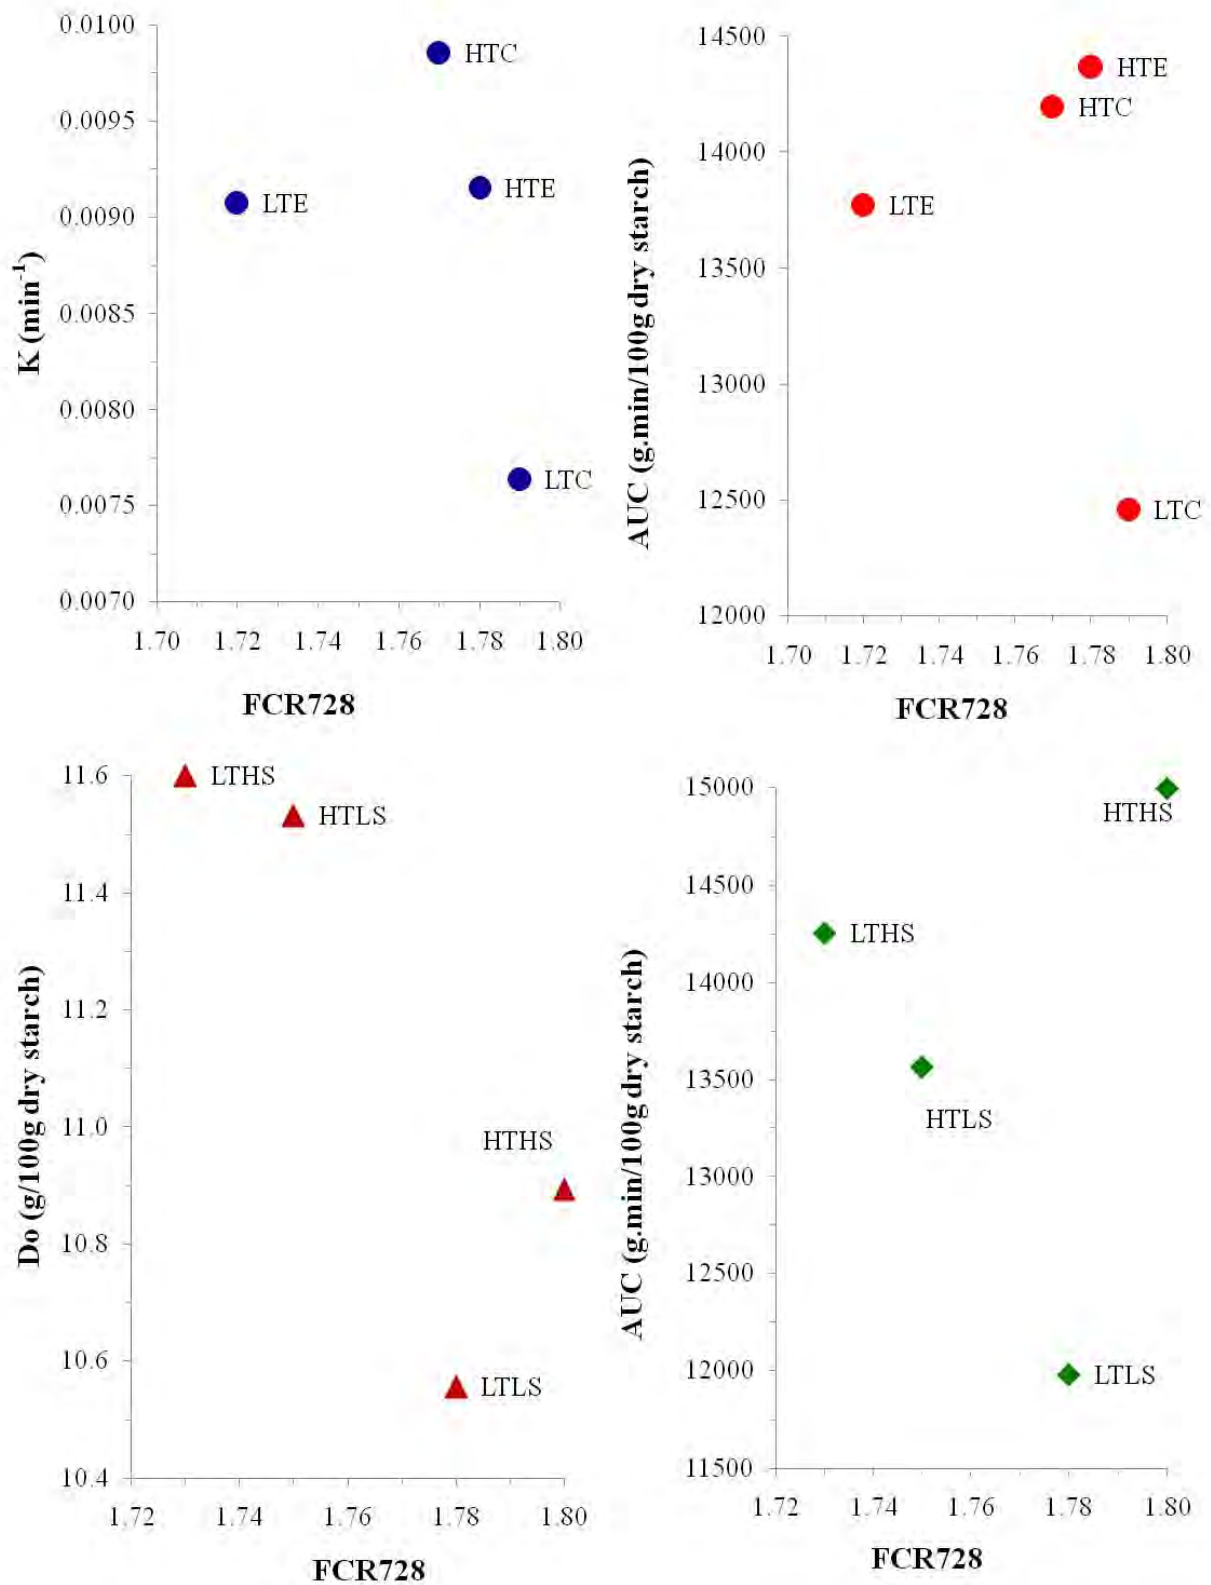 0.0100
0.0095
0.0090
0.0085
0.0080
0.0075
0.0070
K (min-1)
HTC
LTE
HTE
LTC
1.70 1.72 1.74 1.76 1.78 1.80
FCR728
14500
14000
13500
13000
12500
12000
AUC (g.min/100g dry starch)
HTE
HTC
LTE
LTC
1.70 1.72 1.74 1.76 1.78 1.80
FCR728
11.6
11.4
11.2
11.0
10.8
10.6
10.4
Do (g/100g dry starch)
LTHS
HTLS
HTHS
LTLS
1.72 1.74 1.76 1.78 1.80
FCR728
15000
14500
14000
13500
13000
12500
12000
11500
AUC (g.min/100g dry starch)
HTHS
LTHS
HTLS
LTLS
1.72 1.74 1.76 1.78 1.80
FCR728